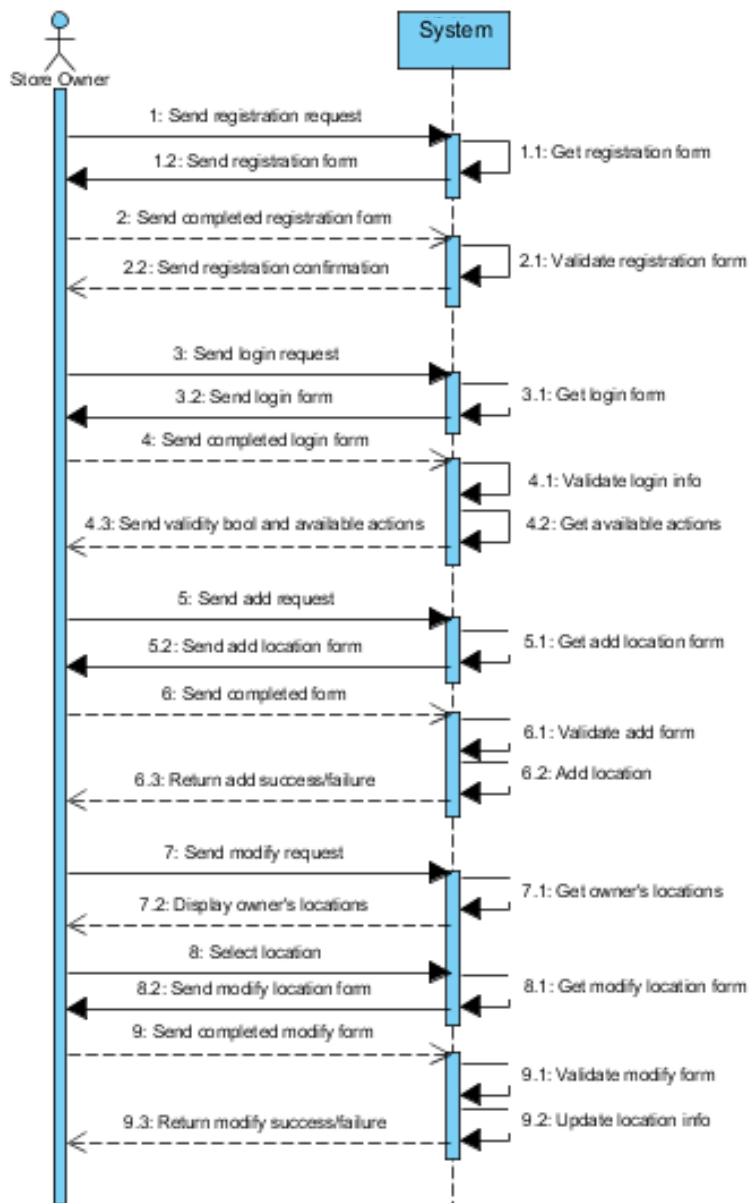 System
Store Owner
1: Send registration request
1.1: Get registration form
1.2: Send registration form
2: Send completed registration form
2.1: Validate registration form
2.2: Send registration confirmation
3: Send login request
3.1: Get login form
3.2: Send login form
4: Send completed login form
4.1: Validate login info
4.2: Get available actions
4.3: Send validity bool and available actions
5: Send add request
5.1: Get add location form
5.2: Send add location form
6: Send completed form
6.1: Validate add form
6.2: Add location
6.3: Return add success/failure
7: Send modify request
7.1: Get owner's locations
7.2: Display owner's locations
8: Select location
8.1: Get modify location form
8.2: Send modify location form
9: Send completed modify form
9.1: Validate modify form
9.2: Update location info
9.3: Return modify success/failure